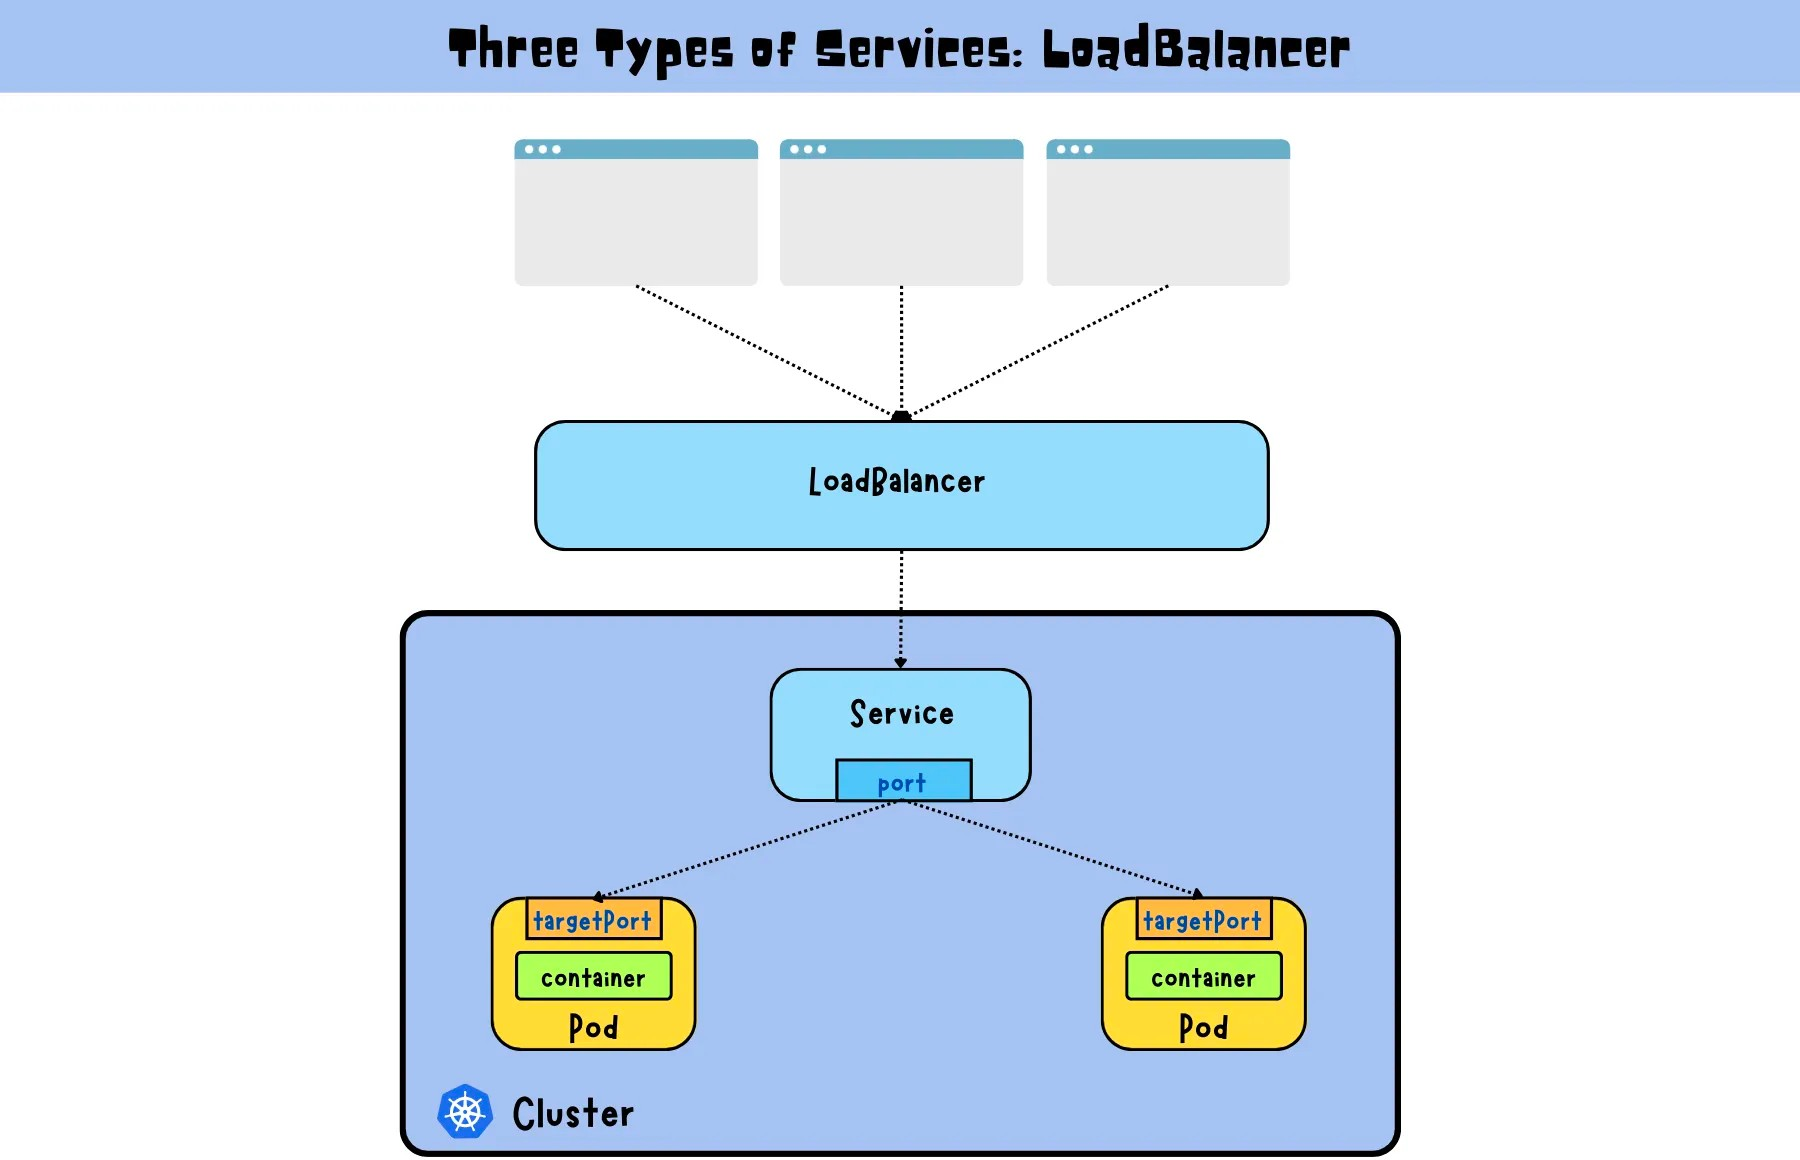 Three Types of Services: LoadBalancer
LoadBalancer
Service
port
targetPort
container
Pod
targetPort
container
Pod
Cluster